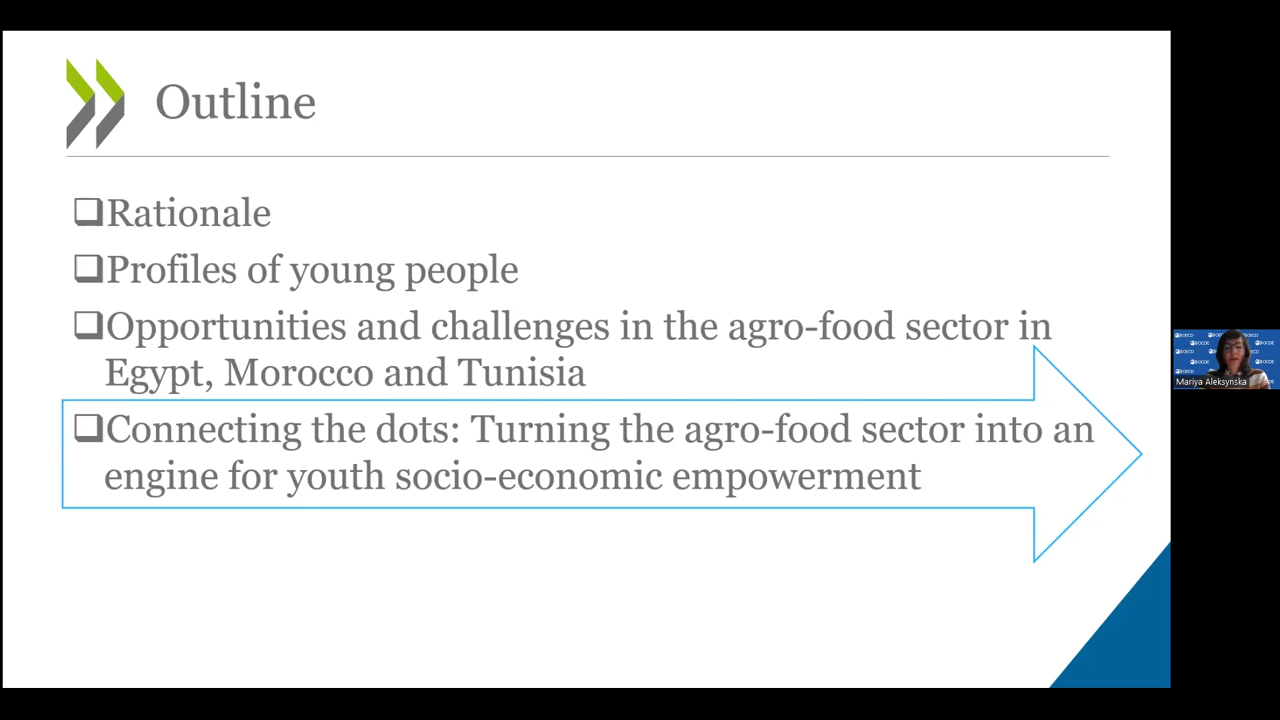 Outline
❑Rationale
❑Profiles of young people
❑Opportunities and challenges in the agro-food sector in
Egypt, Morocco and Tunisia
❑Connecting the dots: Turning the agro-food sector into an
engine for youth socio-economic empowerment
Mariya Aleksynska